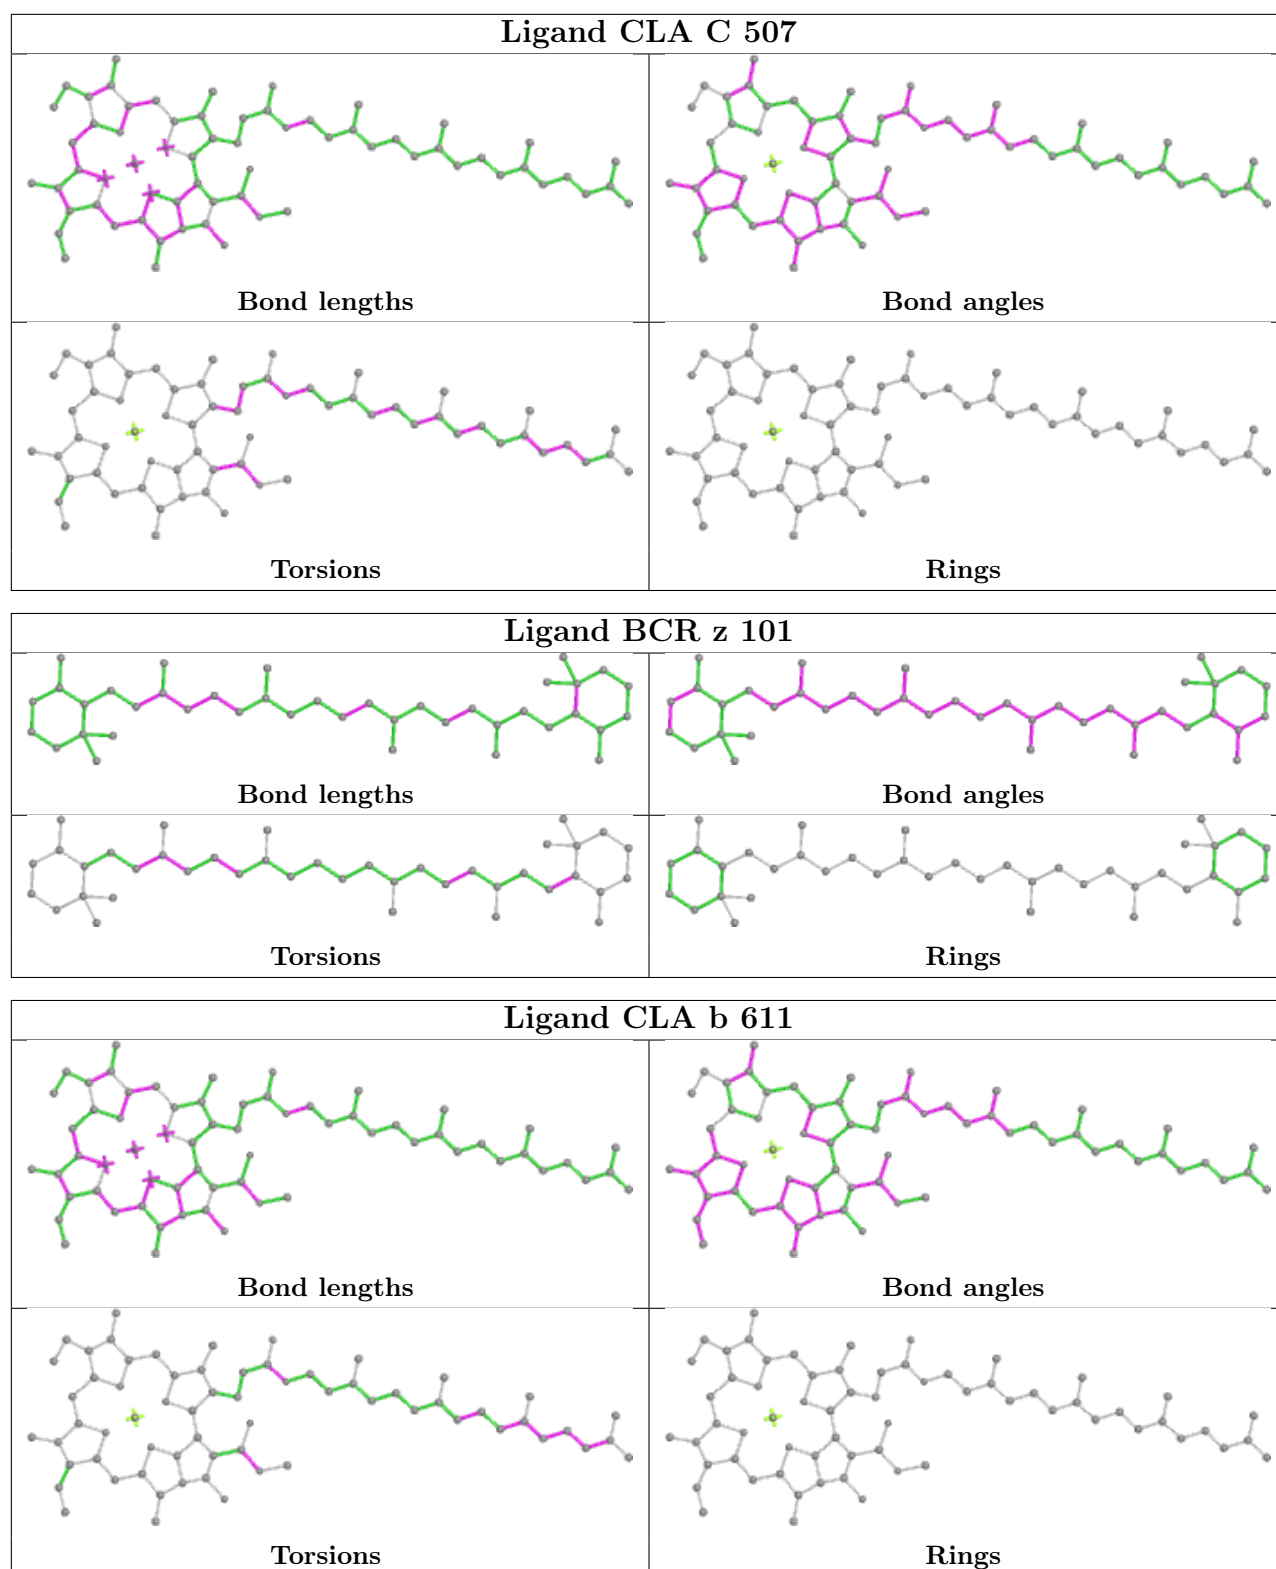 Ligand CLA C 507
Bond lengths
Bond angles
Torsions
Rings
Ligand BCR z 101
Bond lengths
Bond angles
Torsions
Rings
Ligand CLA b 611
Bond lengths
Bond angles
Torsions
Rings